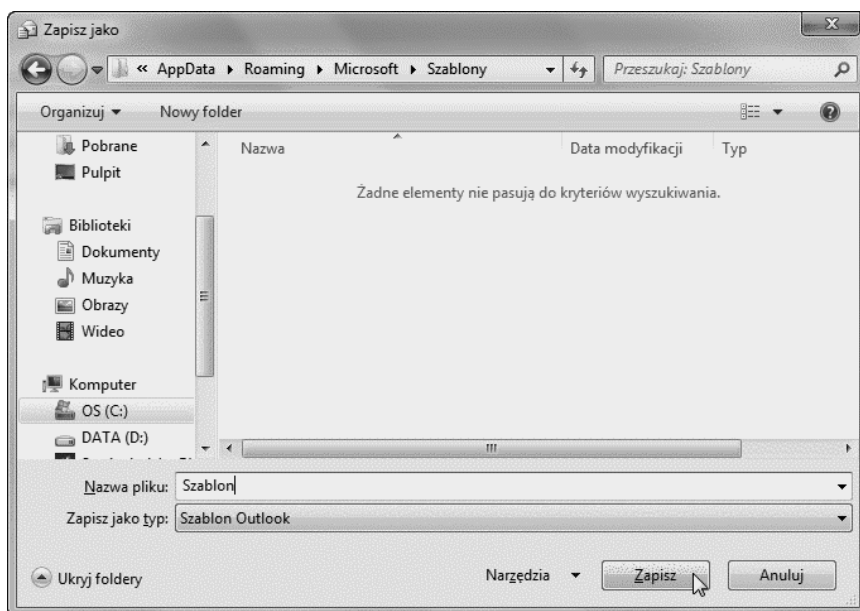 Zapisz jako
« AppData Roaming Microsoft Szablony Przeszukaj: Szablony
Organizuj Nowy folder
Nazwa Data modyfikacji Typ
Żadne elementy nie pasują do kryteriów wyszukiwania.
Pobrane
Pulpit
Biblioteki
Dokumenty
Muzyka
Obrazy
Wideo
Komputer
OS (C:)
DATA (D:)
Nazwa pliku: Szablon
Zapisz jako typ: Szablon Outlook
Ukryj foldery Narzędzia Zapisz Anuluj